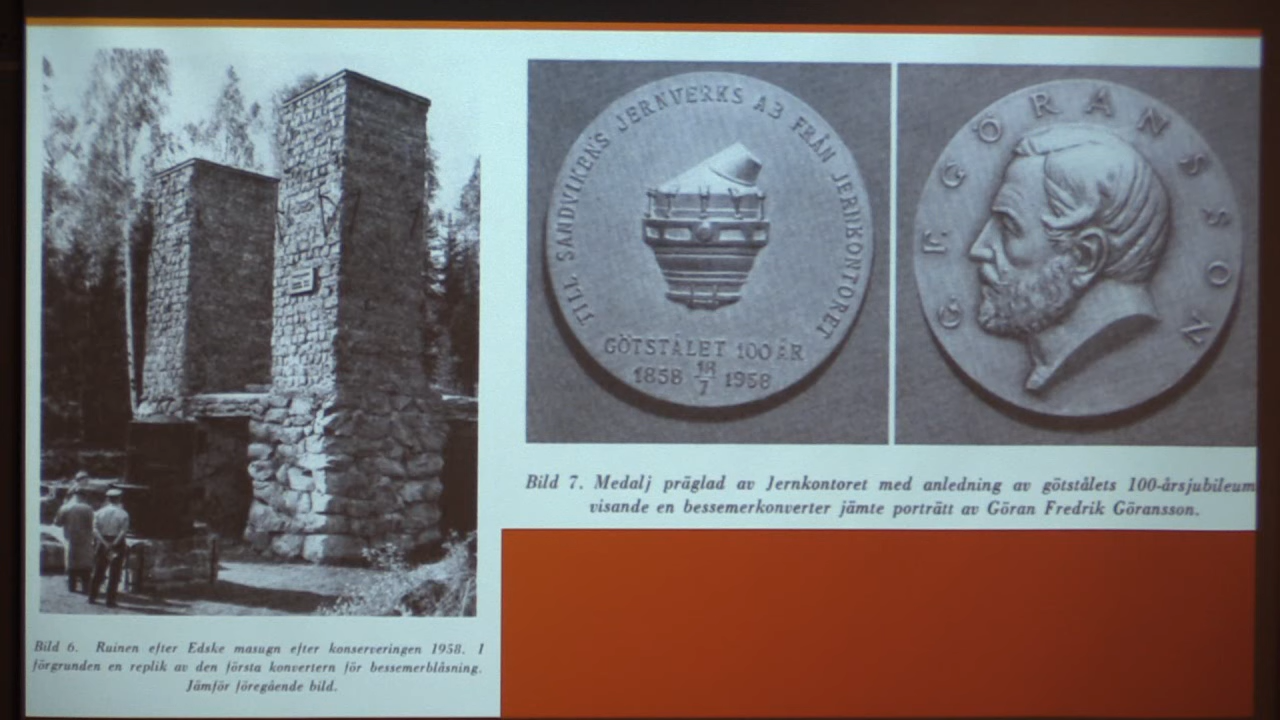 TILL SANDVIKENS JERNVERKS AB FRÅN JERNKONTORET
GÖTSTÅLET 100 ÅR
1858 18/7 1958
G F GÖRANSSON
Bild 7. Medalj präglad av Jernkontoret med anledning av götstålets 100-årsjubileum
visande en bessemerkonverter jämte porträtt av Göran Fredrik Göransson.
Bild 6. Ruinen efter Edske masugn efter konserveringen 1958. I
förgrunden en replik av den första konvertern för bessemerblåsning.
Jämför föregående bild.